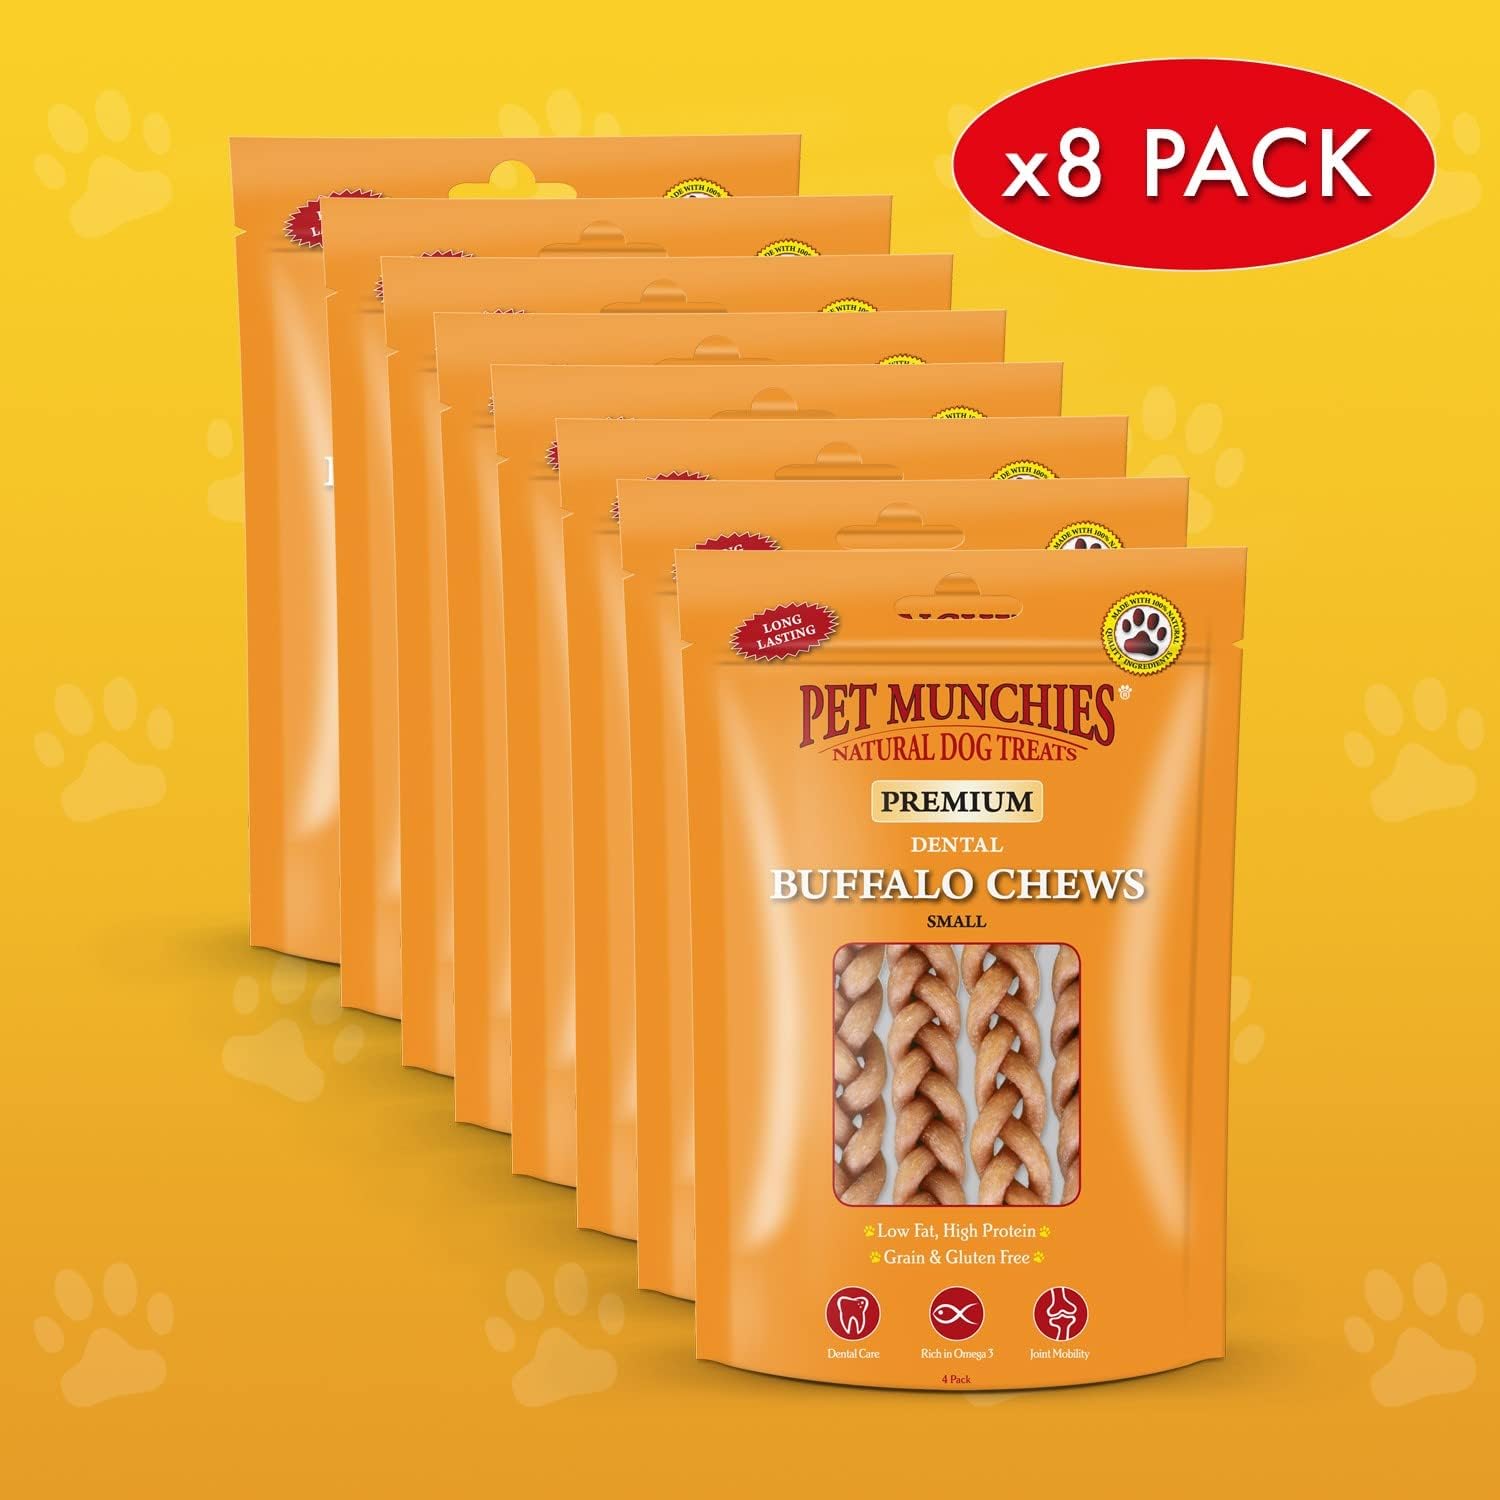 x8 PACK
LONG
LASTING
MADE WITH 100% NATURAL
QUALITY INGREDIENTS
PET MUNCHIES®
NATURAL DOG TREATS
PREMIUM
DENTAL
BUFFALO CHEWS
SMALL
Low Fat, High Protein
Grain & Gluten Free
Dental Care
Rich in Omega 3
Joint Mobility
4 Pack